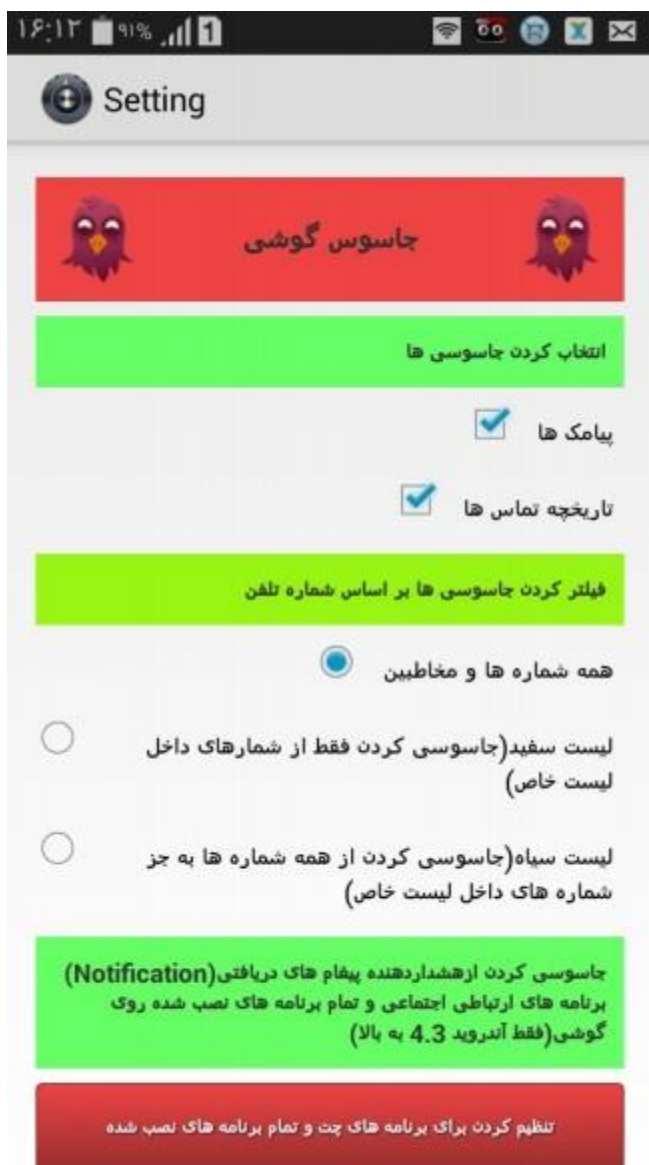 ۱۶:۱۲ ۹۱% 1
Setting
جاسوس گوشی
انتخاب کردن جاسوسی ها
پیامک ها
تاریخچه تماس ها
فیلتر کردن جاسوسی ها بر اساس شماره تلفن
همه شماره ها و مخاطبین
لیست سفید(جاسوسی کردن فقط از شمارهای داخل
لیست خاص)
لیست سیاه(جاسوسی کردن از همه شماره ها به جز
شماره های داخل لیست خاص)
جاسوسی کردن ازهشداردهنده پیغام های دریافتی(Notification)
برنامه های ارتباطی اجتماعی و تمام برنامه های نصب شده روی
گوشی(فقط آندروید 4.3 به بالا)
تنظیم کردن برای برنامه های چت و تمام برنامه های نصب شده